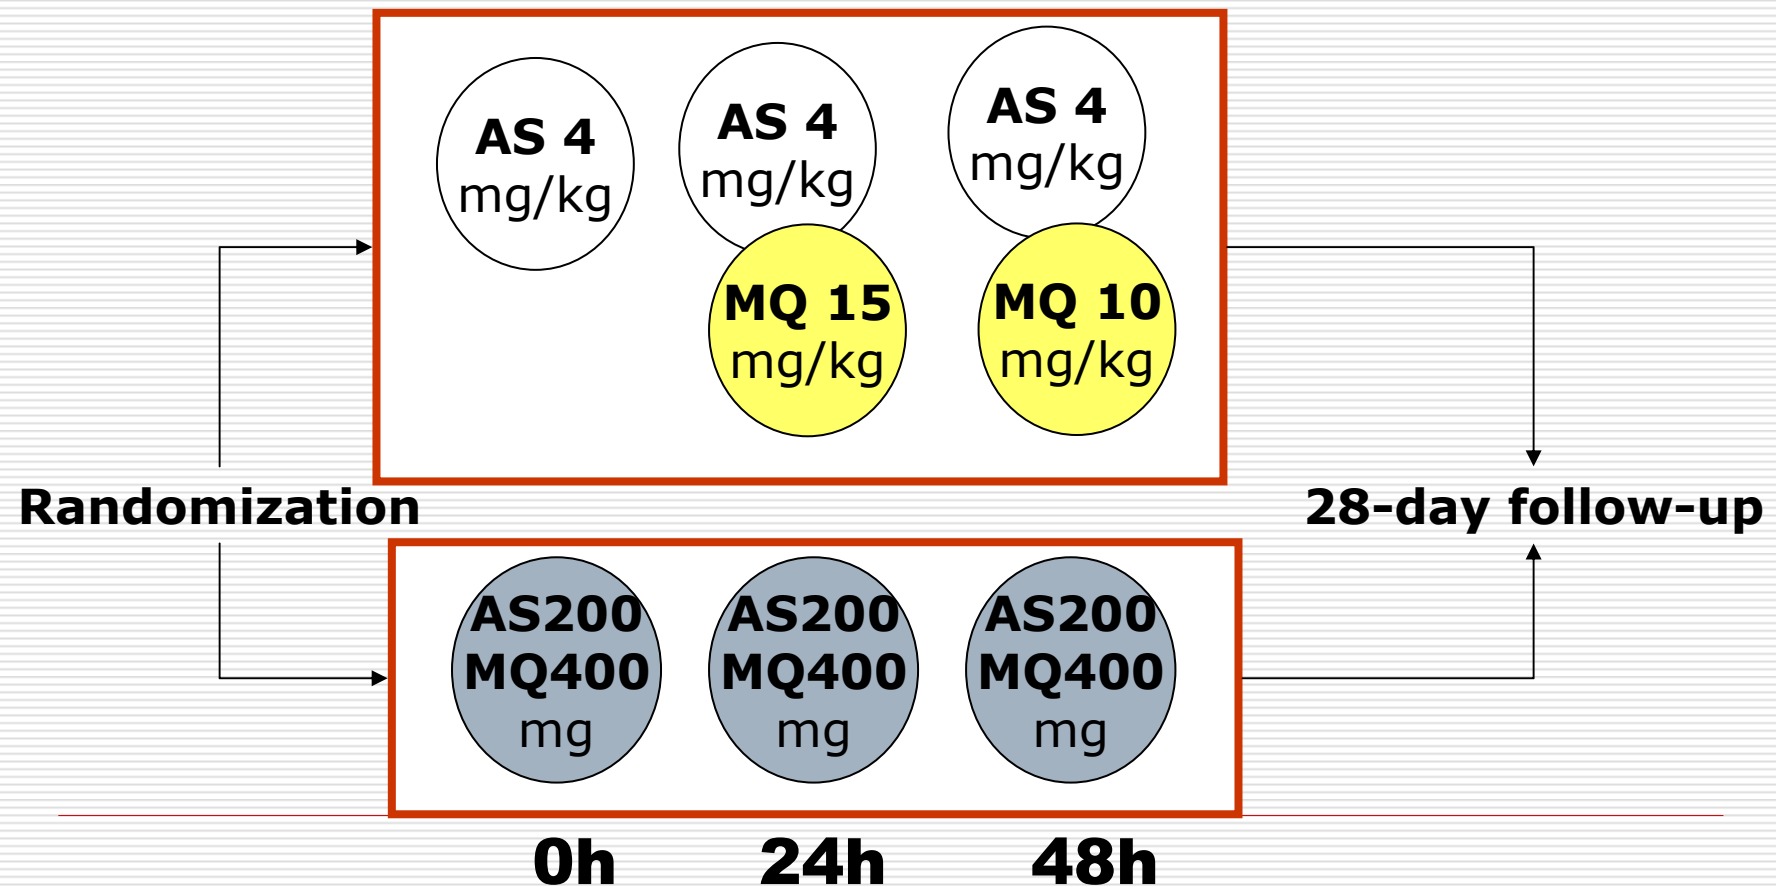 AS 4
mg/kg
AS 4
mg/kg
AS 4
mg/kg
MQ 15
mg/kg
MQ 10
mg/kg
Randomization
28-day follow-up
AS200
MQ400
mg
AS200
MQ400
mg
AS200
MQ400
mg
0h
24h
48h